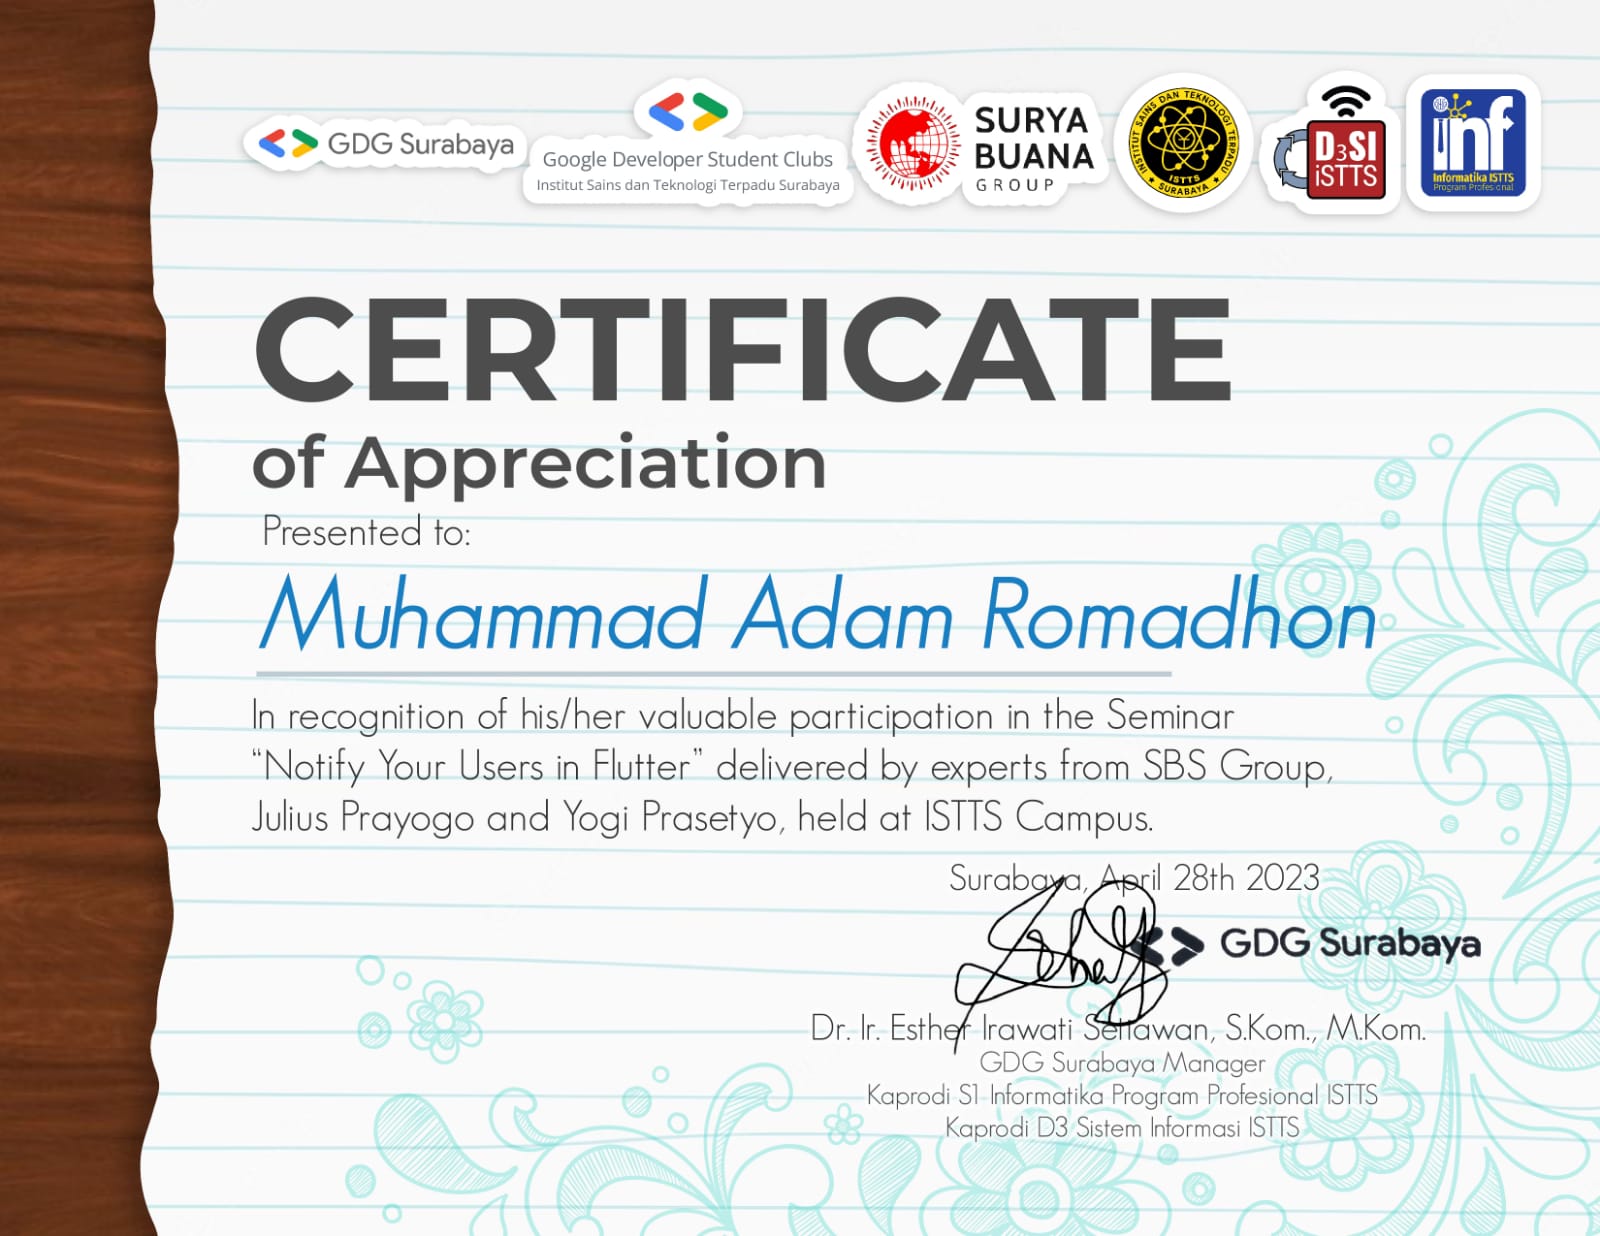 GDG Surabaya
Google Developer Student Clubs
Institut Sains dan Teknologi Terpadu Surabaya
SURYA
BUANA
GROUP
INSTITUT SAINS DAN TEKNOLOGI TERPADU
ISTTS
SURABAYA
D3SI
iSTTS
inf
Informatika ISTTS
Program Profesional
CERTIFICATE
of Appreciation
Presented to:
Muhammad Adam Romadhon
In recognition of his/her valuable participation in the Seminar
“Notify Your Users in Flutter” delivered by experts from SBS Group,
Julius Prayogo and Yogi Prasetyo, held at ISTTS Campus.
Surabaya, April 28th 2023
GDG Surabaya
Dr. Ir. Esther Irawati Setiawan, S.Kom., M.Kom.
GDG Surabaya Manager
Kaprodi S1 Informatika Program Profesional ISTTS
Kaprodi D3 Sistem Informasi ISTTS